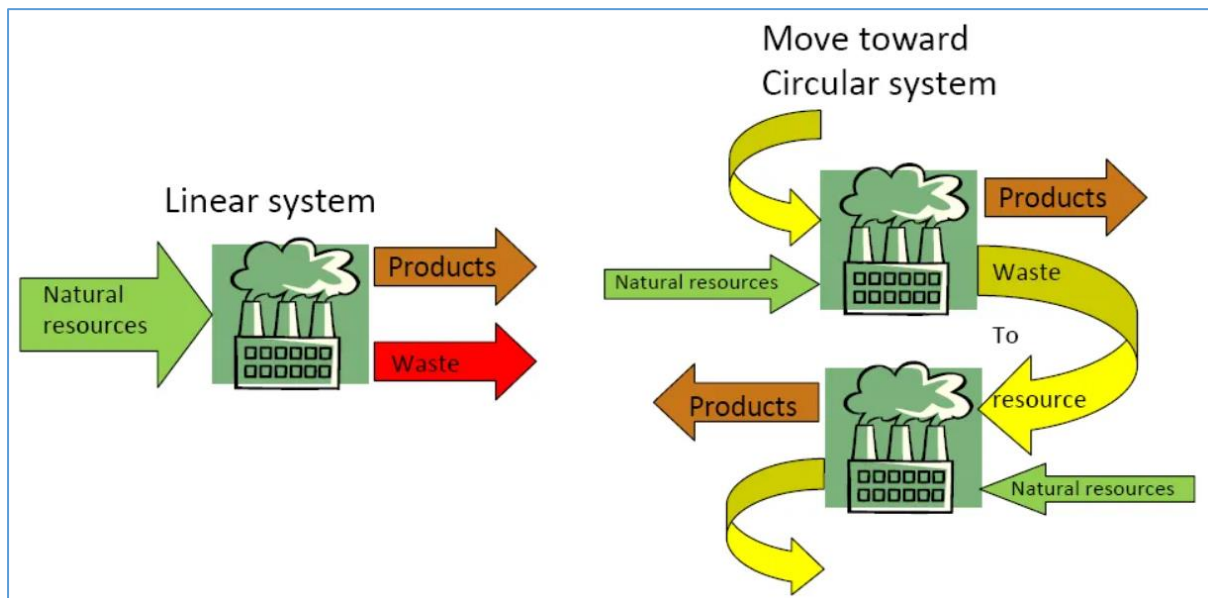 Linear system
Natural
resources
Products
Waste
Move toward
Circular system
Products
Natural resources
Waste
To
resource
Products
Natural resources